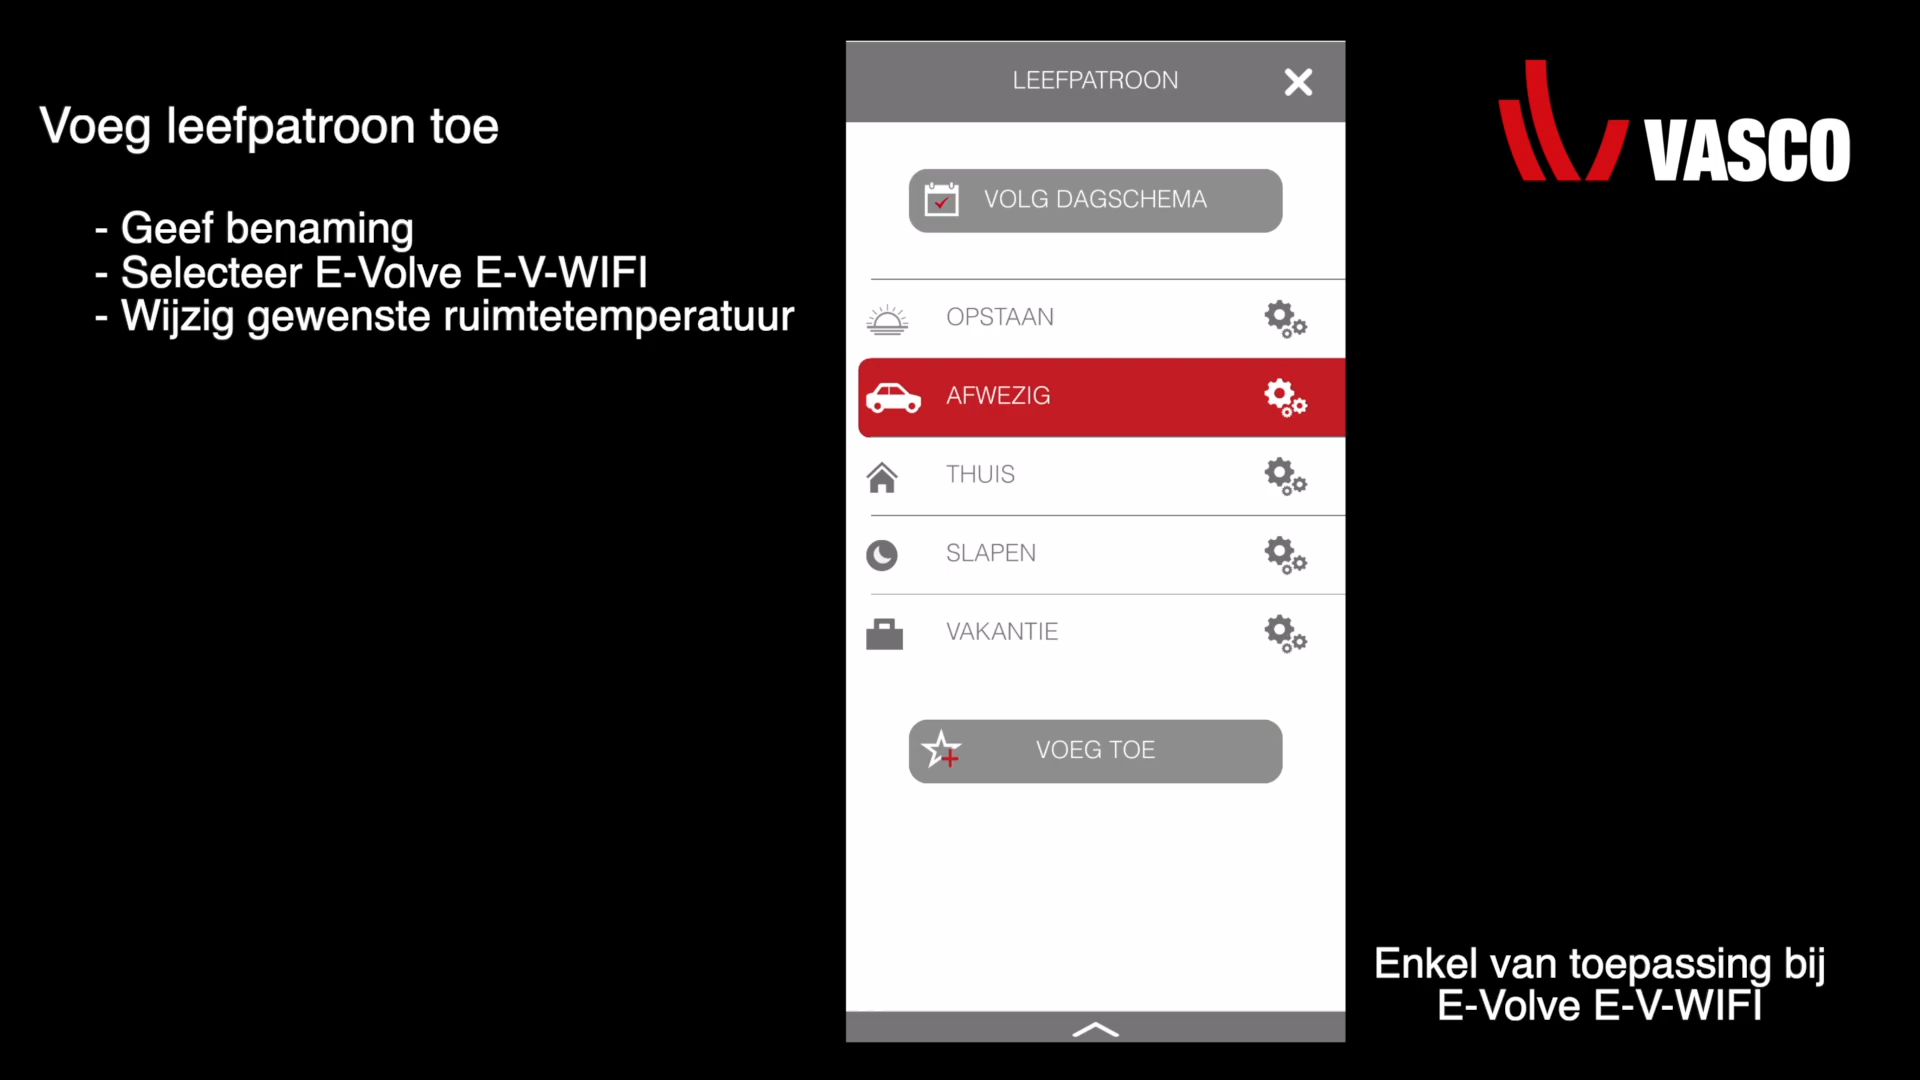 Voeg leefpatroon toe
- Geef benaming
- Selecteer E-Volve E-V-WIFI
- Wijzig gewenste ruimtetemperatuur
LEEFPATROON
VOLG DAGSCHEMA
OPSTAAN
AFWEZIG
THUIS
SLAPEN
VAKANTIE
VOEG TOE
VASCO
Enkel van toepassing bij
E-Volve E-V-WIFI